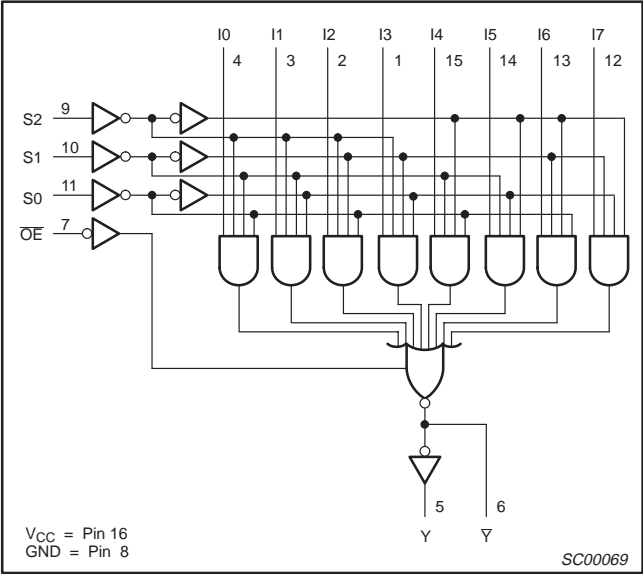 I0 I1 I2 I3 I4 I5 I6 I7
4 3 2 1 15 14 13 12
S2 9
S1 10
S0 11
O̅E̅ 7
5 6
Y Y̅
VCC = Pin 16
GND = Pin 8
SC00069